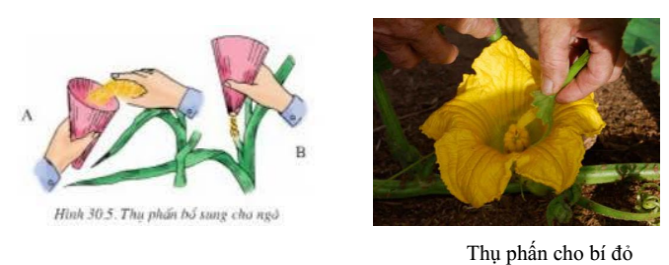 A
B
Hình 30.5. Thụ phấn bổ sung cho ngô
Thụ phấn cho bí đỏ